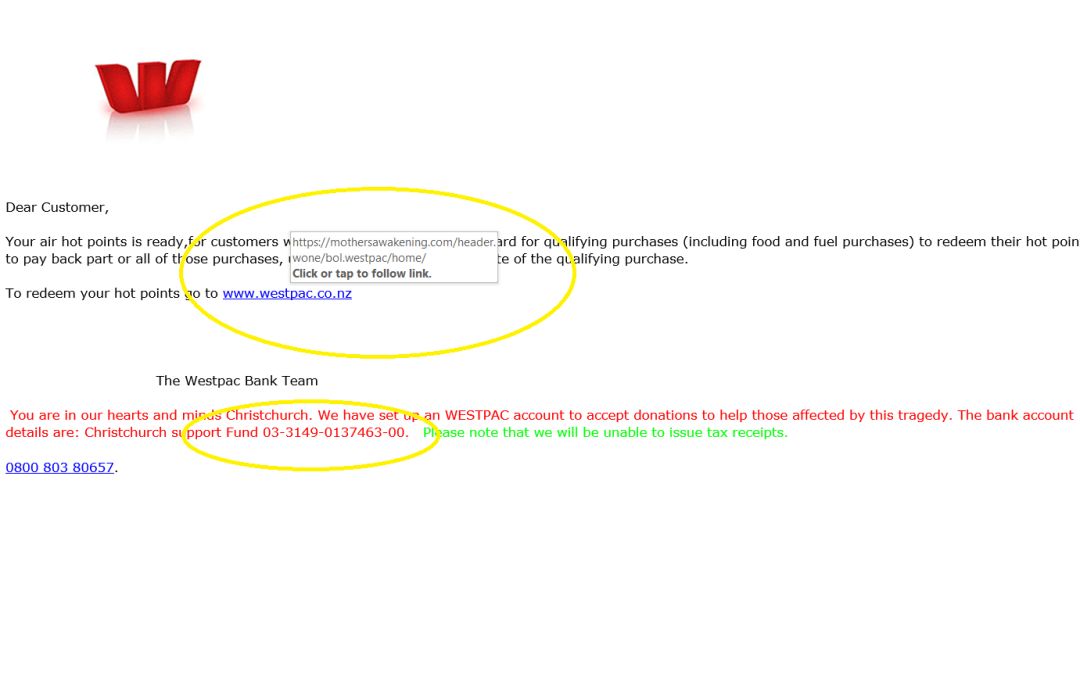 Dear Customer,
Your air hot points is ready,for customers w https://mothersawakening.com/header. ard for qualifying purchases (including food and fuel purchases) to redeem their hot poin
to pay back part or all of those purchases, wone/bol.westpac/home/ te of the qualifying purchase.
Click or tap to follow link.
To redeem your hot points go to www.westpac.co.nz
The Westpac Bank Team
You are in our hearts and minds Christchurch. We have set up an WESTPAC account to accept donations to help those affected by this tragedy. The bank account
details are: Christchurch support Fund 03-3149-0137463-00. Please note that we will be unable to issue tax receipts.
0800 803 80657.